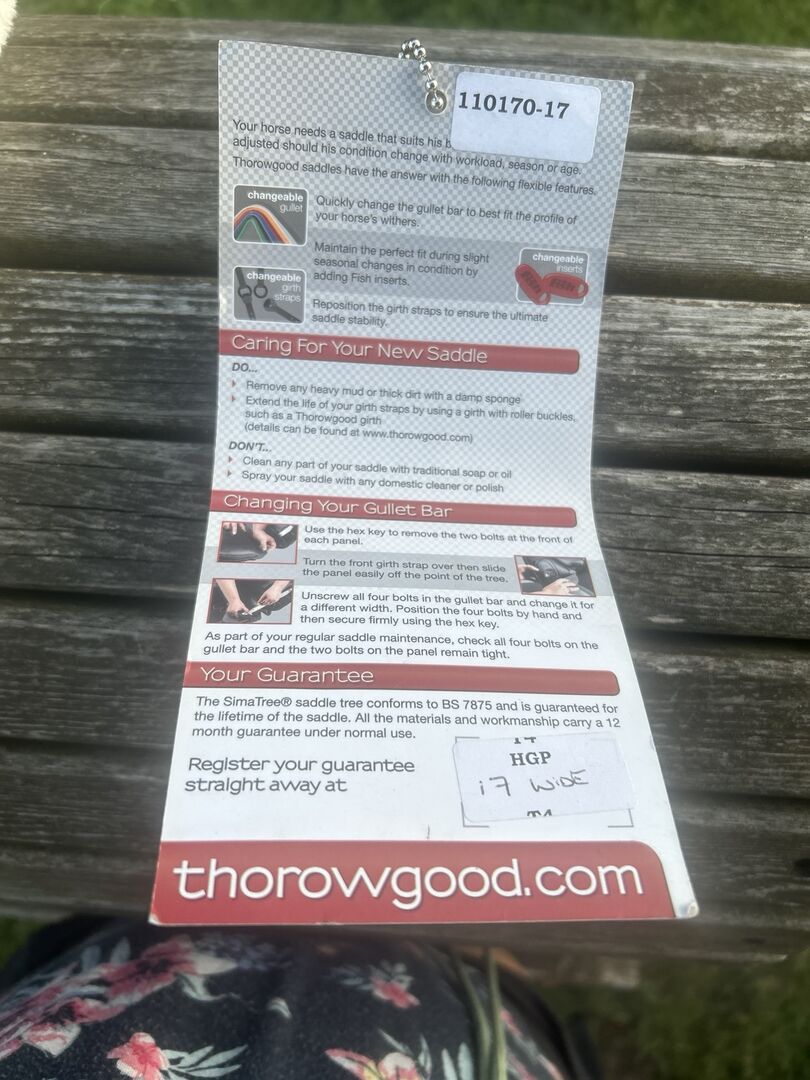 110170-17
Your horse needs a saddle that suits his
adjusted should his condition change with workload, season or age.
Thorowgood saddles have the answer with the following flexible features.
changeable
gullet
Quickly change the gullet bar to best fit the profile of
your horse's withers.
Maintain the perfect fit during slight
seasonal changes in condition by
adding Fish inserts.
changeable
inserts
changeable
girth
straps
Reposition the girth straps to ensure the ultimate
saddle stability.
Caring For Your New Saddle
DO...
Remove any heavy mud or thick dirt with a damp sponge
Extend the life of your girth straps by using a girth with roller buckles,
such as a Thorowgood girth
(details can be found at www.thorowgood.com)
DON'T...
Clean any part of your saddle with traditional soap or oil
Spray your saddle with any domestic cleaner or polish
Changing Your Gullet Bar
Use the hex key to remove the two bolts at the front of
each panel.
Turn the front girth strap over then slide
the panel easily off the point of the tree.
Unscrew all four bolts in the gullet bar and change it for
a different width. Position the four bolts by hand and
then secure firmly using the hex key.
As part of your regular saddle maintenance, check all four bolts on the
gullet bar and the two bolts on the panel remain tight.
Your Guarantee
The SimaTree® saddle tree conforms to BS 7875 and is guaranteed for
the lifetime of the saddle. All the materials and workmanship carry a 12
month guarantee under normal use.
Register your guarantee
straight away at
HGP
17 WIDE
thorowgood.com